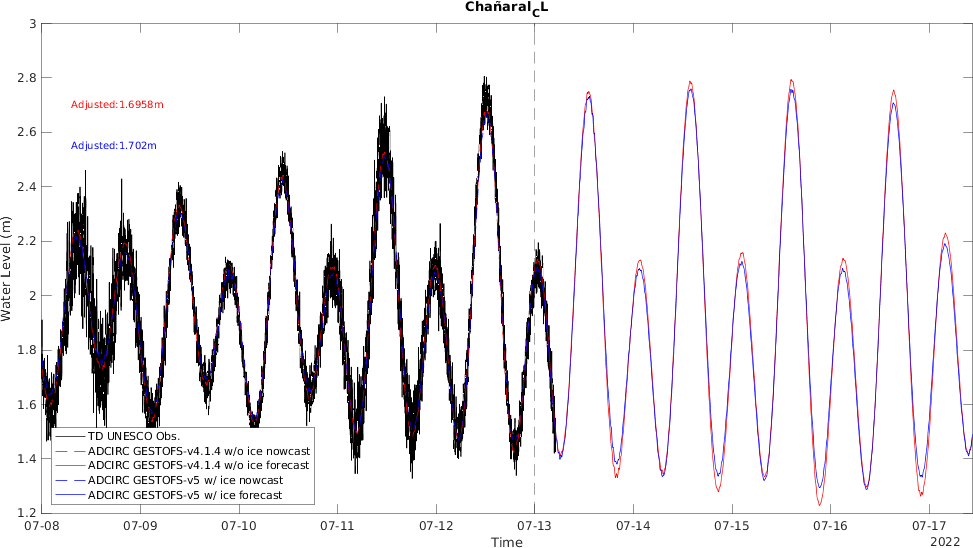 Chañaral_CL
3
2.8
2.6
2.4
2.2
2
1.8
1.6
1.4
1.2
Water Level (m)
Adjusted:1.6958m
Adjusted:1.702m
TD UNESCO Obs.
ADCIRC GESTOFS-v4.1.4 w/o ice nowcast
ADCIRC GESTOFS-v4.1.4 w/o ice forecast
ADCIRC GESTOFS-v5 w/ ice nowcast
ADCIRC GESTOFS-v5 w/ ice forecast
07-08 07-09 07-10 07-11 07-12 07-13 07-14 07-15 07-16 07-17
Time
2022